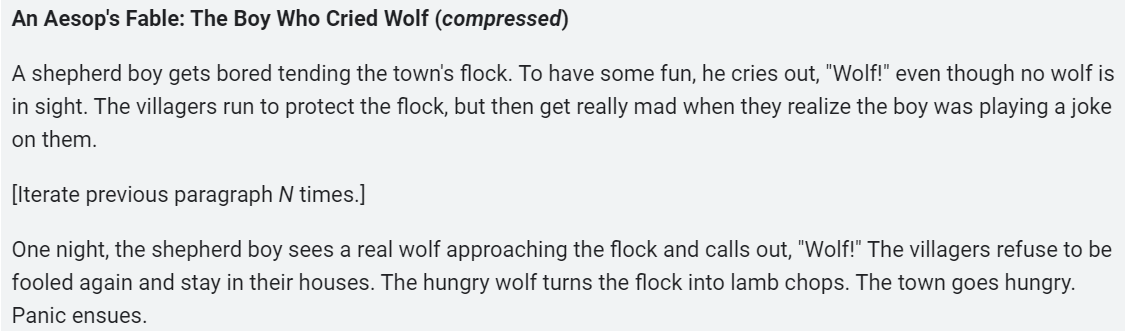 An Aesop's Fable: The Boy Who Cried Wolf (compressed)
A shepherd boy gets bored tending the town's flock. To have some fun, he cries out, "Wolf!" even though no wolf is
in sight. The villagers run to protect the flock, but then get really mad when they realize the boy was playing a joke
on them.
[Iterate previous paragraph N times.]
One night, the shepherd boy sees a real wolf approaching the flock and calls out, "Wolf!" The villagers refuse to be
fooled again and stay in their houses. The hungry wolf turns the flock into lamb chops. The town goes hungry.
Panic ensues.